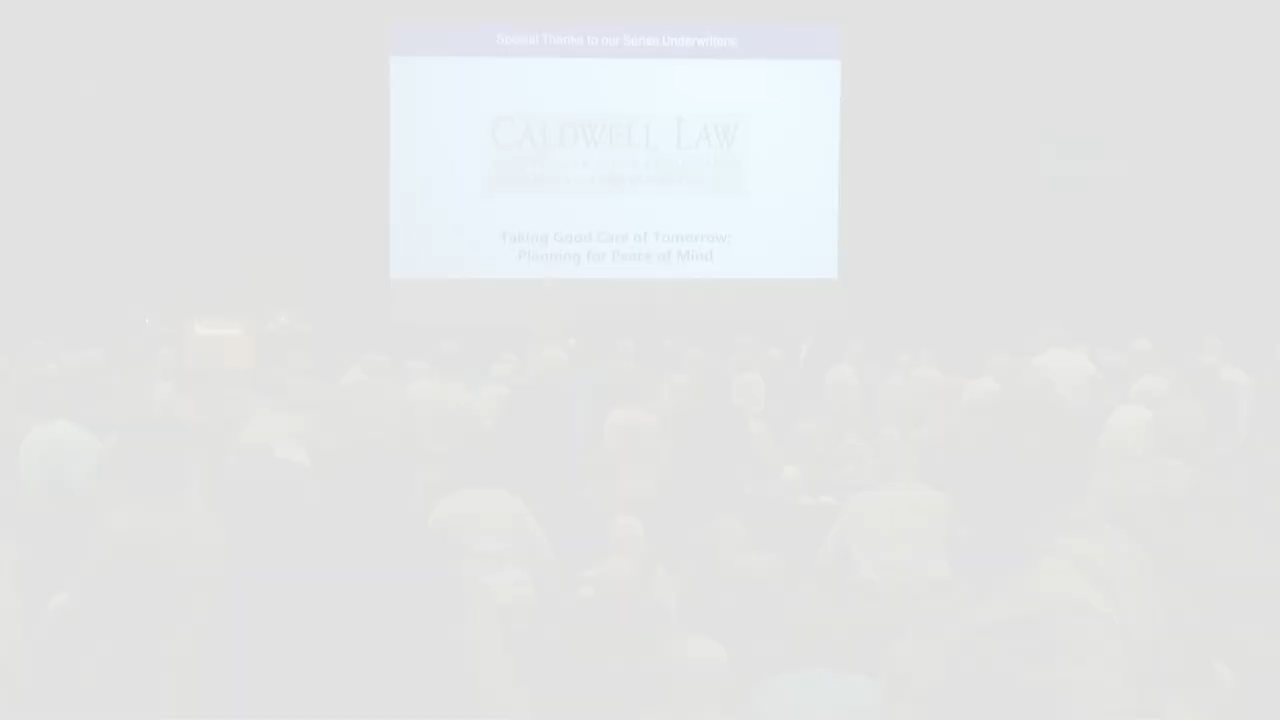 Special Thanks to our Series Underwriters:
CALDWELL LAW
Taking Good Care of Tomorrow;
Planning for Peace of Mind